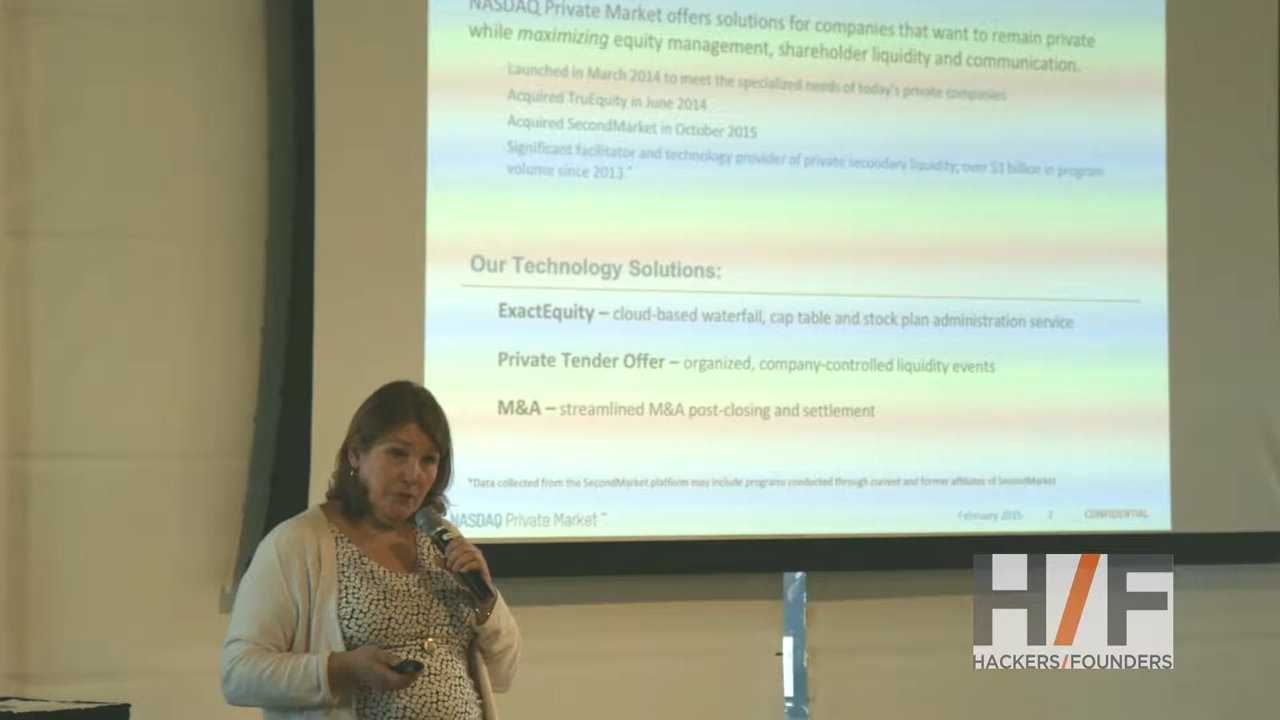 NASDAQ Private Market offers solutions for companies that want to remain private
while maximizing equity management, shareholder liquidity and communication.
Launched in March 2014 to meet the specialized needs of today's private companies
Acquired TruEquity in June 2014
Acquired SecondMarket in October 2015
Significant facilitator and technology provider of private secondary liquidity; over $3 billion in program
volume since 2013.*
Our Technology Solutions:
ExactEquity – cloud-based waterfall, cap table and stock plan administration service
Private Tender Offer – organized, company-controlled liquidity events
M&A – streamlined M&A post-closing and settlement
*Data collected from the SecondMarket platform may include programs conducted through current and former affiliates of SecondMarket
NASDAQ Private Market™
February 2015 2 CONFIDENTIAL
H/F
HACKERS/FOUNDERS